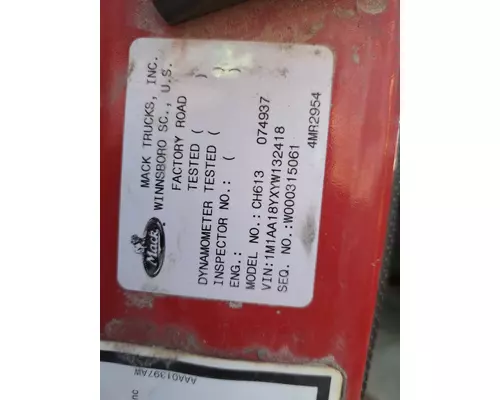 MACK TRUCKS, INC.
WINNSBORO SC., U.S.
FACTORY ROAD
TESTED ( )
DYNAMOMETER TESTED ( )
INSPECTOR NO.: (
ENG.:
MODEL NO.: CH613 074937
VIN:1M1AA18YXYW132418
SEQ. NO.:W000315061
4MR2954
Mack
AAA01397AW